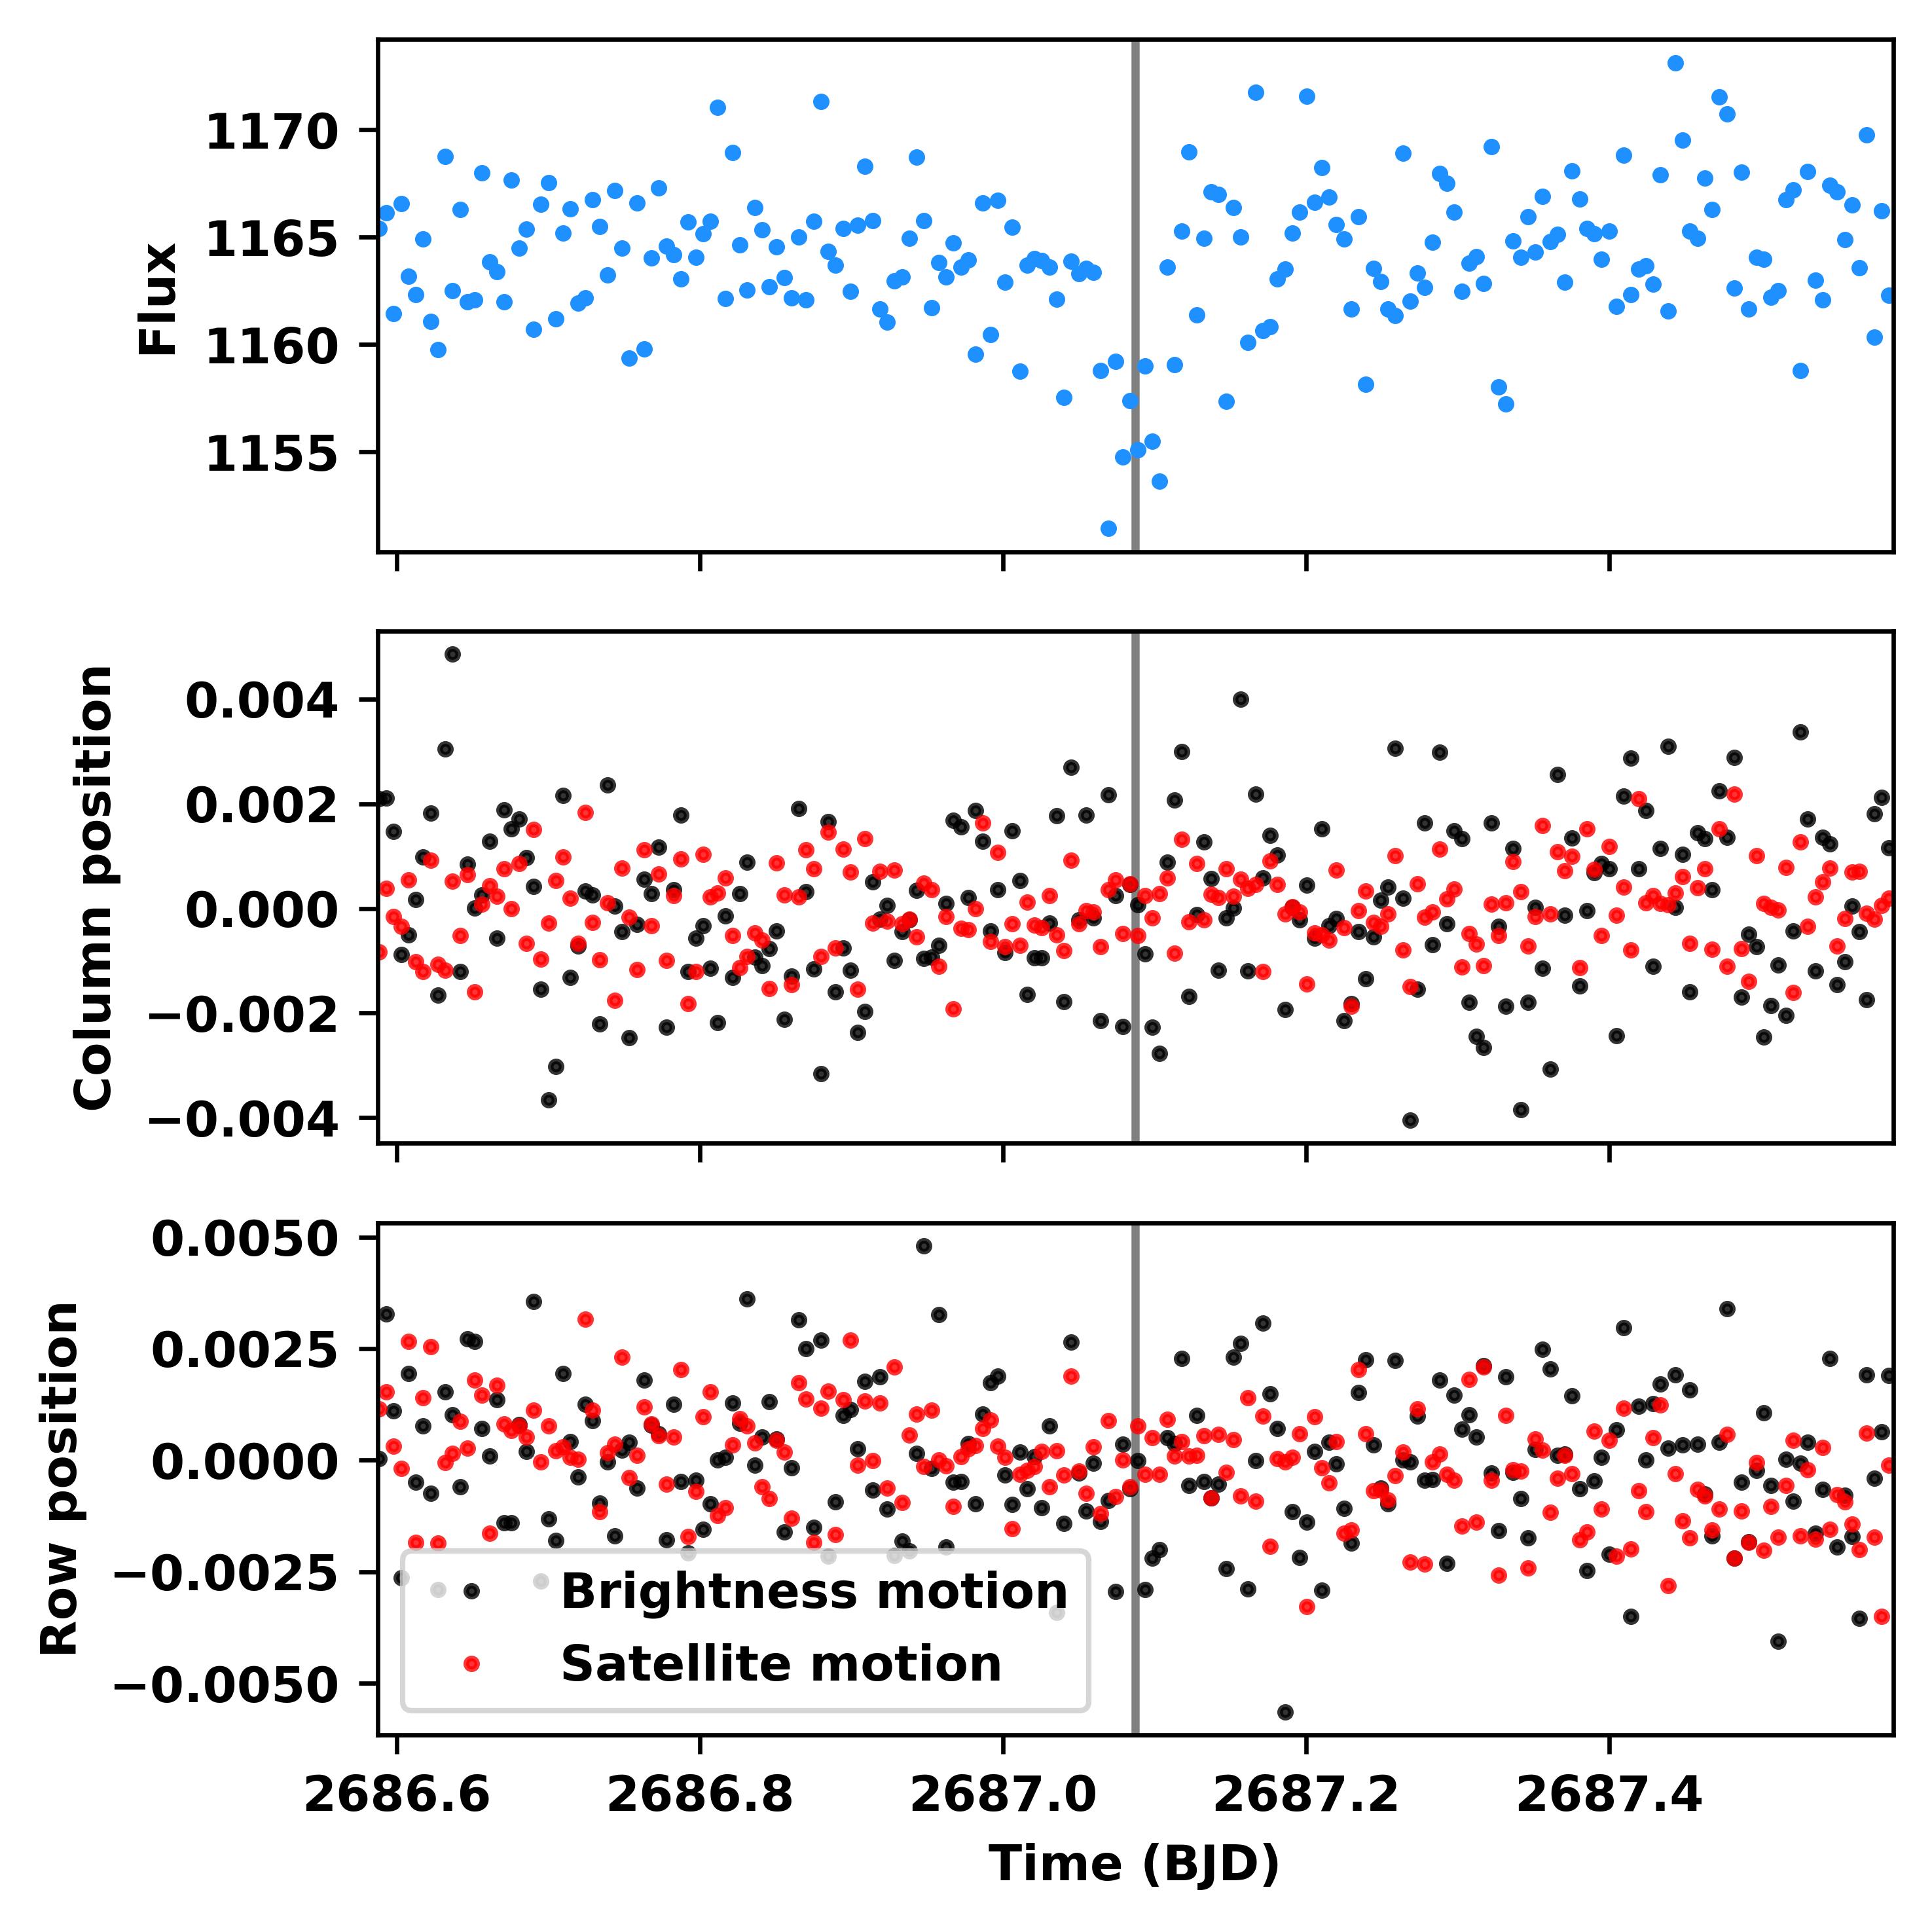 Flux
1170
1165
1160
1155
Column position
0.004
0.002
0.000
−0.002
−0.004
Row position
0.0050
0.0025
0.0000
−0.0025
−0.0050
Brightness motion
Satellite motion
2686.6 2686.8 2687.0 2687.2 2687.4
Time (BJD)